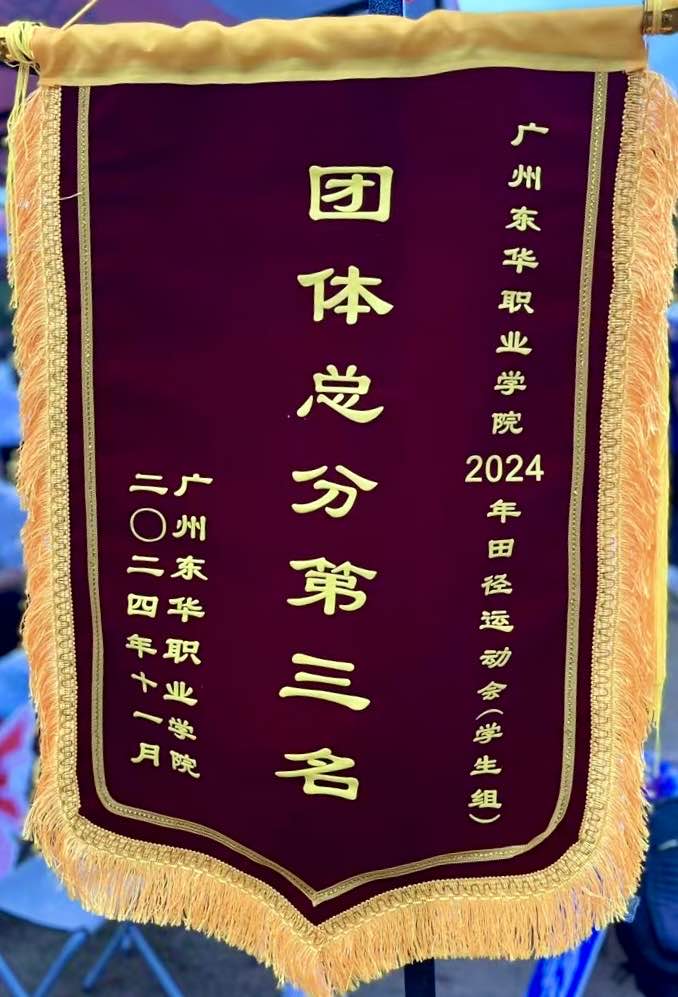 广州东华职业学院2024年田径运动会（学生组）
团体总分第三名
广州东华职业学院
二〇二四年十一月